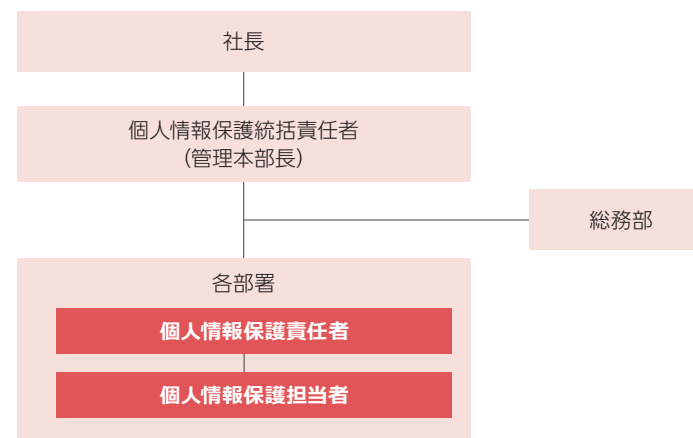 社長
個人情報保護統括責任者
(管理本部長)
総務部
各部署
個人情報保護責任者
個人情報保護担当者